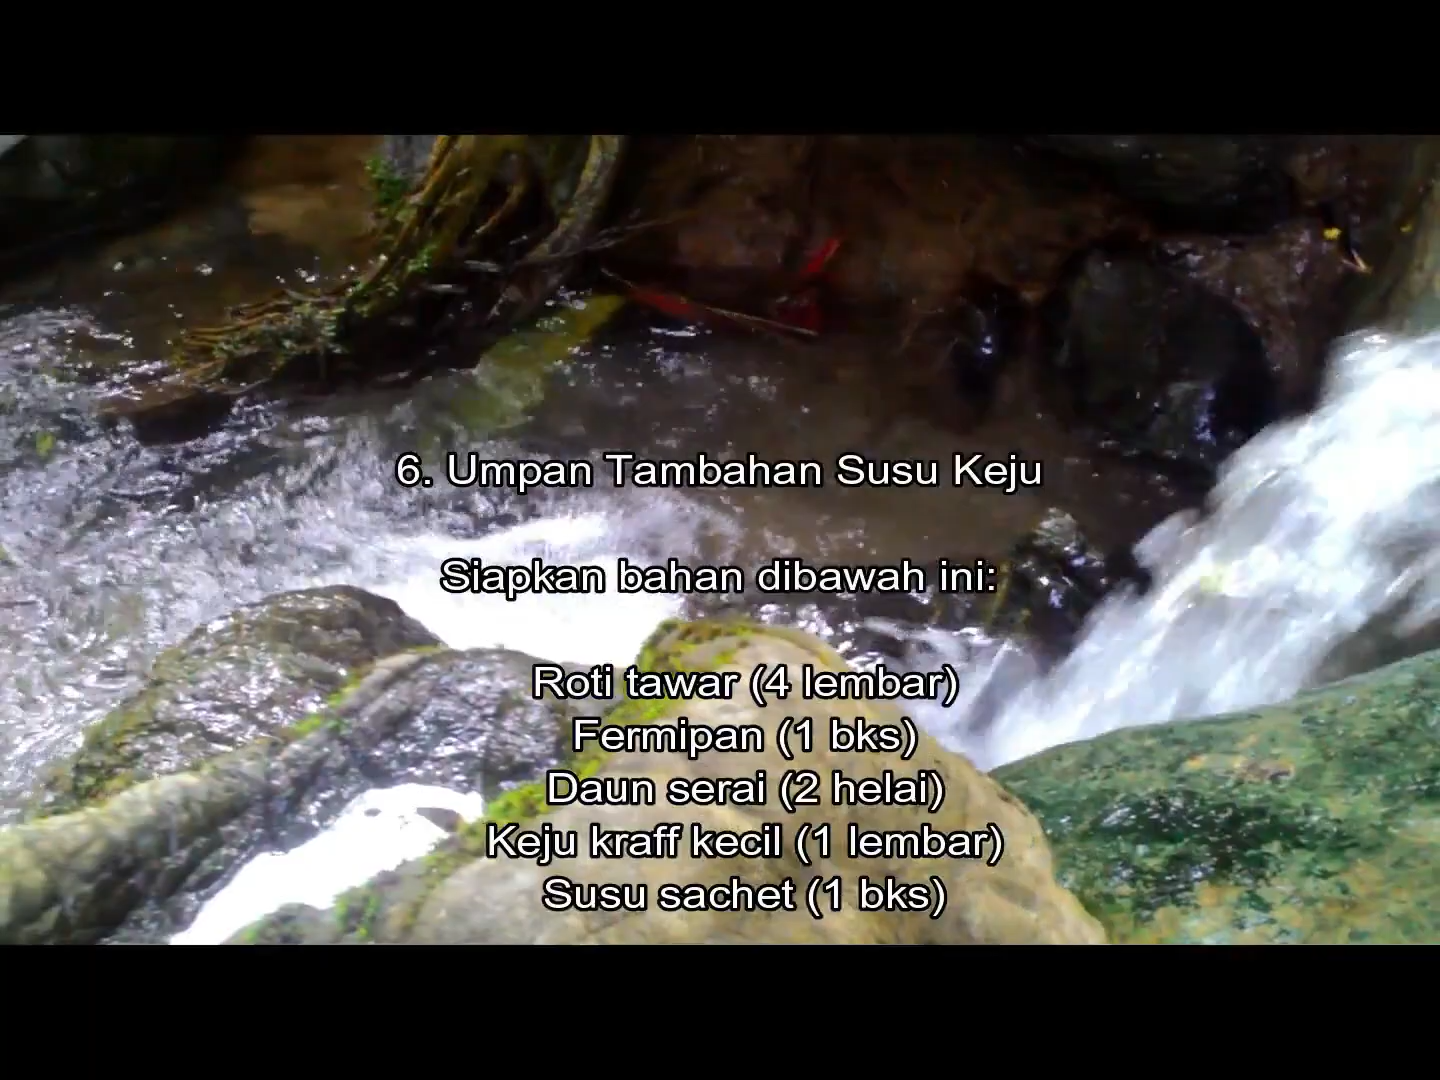 6. Umpan Tambahan Susu Keju
Siapkan bahan dibawah ini:
Roti tawar (4 lembar)
Fermipan (1 bks)
Daun serai (2 helai)
Keju kraff kecil (1 lembar)
Susu sachet (1 bks)